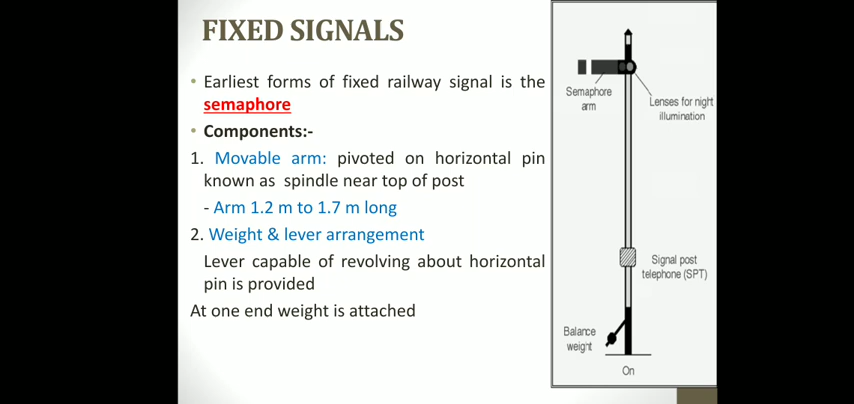 FIXED SIGNALS
• Earliest forms of fixed railway signal is the
semaphore
• Components:-
1. Movable arm: pivoted on horizontal pin
known as spindle near top of post
- Arm 1.2 m to 1.7 m long
2. Weight & lever arrangement
Lever capable of revolving about horizontal
pin is provided
At one end weight is attached
Semaphore
arm
Lenses for night
illumination
Signal post
telephone (SPT)
Balance
weight
On